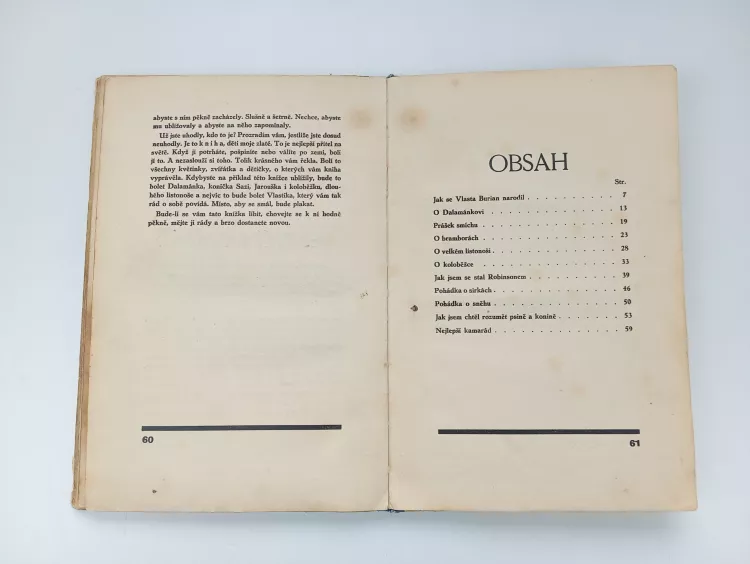 abyste s ním pěkně zacházely. Slušně a šetrně. Nechce, abyste
mu ubližovaly a abyste na něho zapomínaly.
Už jste uhodly, kdo to je? Prozradím vám, jestliže jste dosud
neuhodly. Je to k n i h a, děti moje zlaté. To je nejlepší přítel na
světě. Když ji potrháte, pošpiníte nebo válíte po zemi, bolí
ji to. A nezaslouží si toho. Tolik krásného vám řekla. Bolí to
všechny květinky, zvířátka a dětičky, o kterých vám kniha
vyprávěla. Kdybyste na příklad této knížce ublížily, bude to
bolet Dalamánka, koníčka Sazi, Jarouška i koloběžku, dlou-
hého listonoše a nejvíc to bude bolet Vlastíka, který vám tak
rád o sobě povídá. Místo, aby se smál, bude plakat.
Bude-li se vám tato knížka líbit, chovejte se k ní hodně
pěkně, mějte ji rády a brzo dostanete novou.
60
OBSAH
Str.
Jak se Vlasta Burian narodil . . . . . . . . . . 7
O Dalamánkovi . . . . . . . . . . . . . 13
Prášek smíchu . . . . . . . . . . . . . 19
O bramborách . . . . . . . . . . . . . 23
O velkém listonoši . . . . . . . . . . . . 28
O koloběžce . . . . . . . . . . . . . 33
Jak jsem se stal Robinsonem . . . . . . . . . 39
Pohádka o sirkách . . . . . . . . . . . . 46
Pohádka o sněhu . . . . . . . . . . . . 50
Jak jsem chtěl rozumět psině a konině . . . . . . . 53
Nejlepší kamarád . . . . . . . . . . . . 59
61